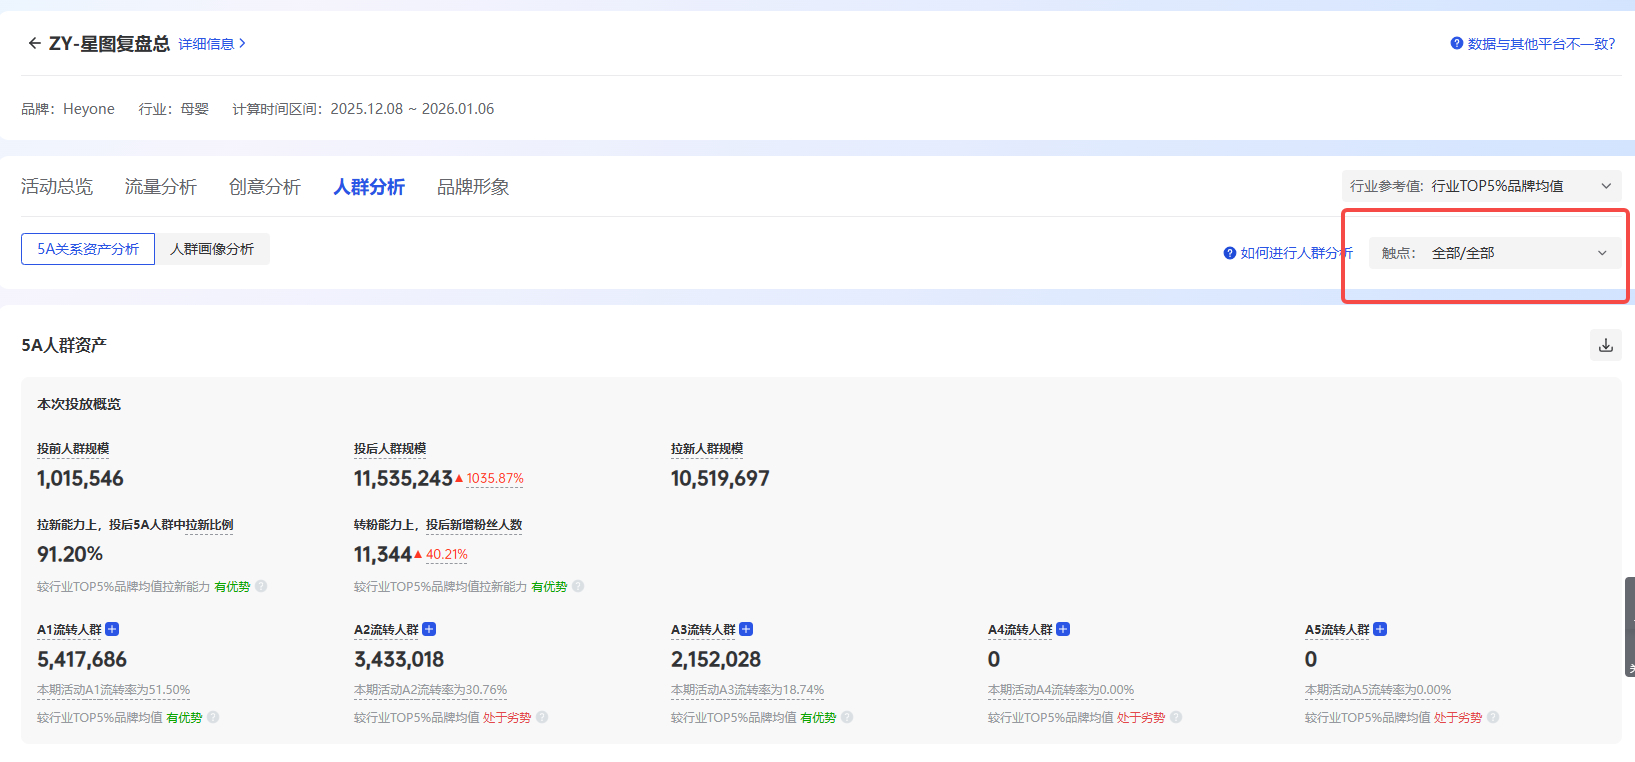 ZY-星图复盘总 详细信息
数据与其他平台不一致?
品牌：Heyone 行业：母婴 计算时间区间：2025.12.08 ~ 2026.01.06
活动总览 流量分析 创意分析 人群分析 品牌形象
行业参考值: 行业TOP5%品牌均值
5A关系资产分析 人群画像分析
如何进行人群分析
触点： 全部/全部
5A人群资产
本次投放概览
投前人群规模 投后人群规模 拉新人群规模
1,015,546 11,535,243 1035.87% 10,519,697
拉新能力上，投后5A人群中拉新比例 转粉能力上，投后新增粉丝人数
91.20% 11,344 40.21%
较行业TOP5%品牌均值拉新能力 有优势 较行业TOP5%品牌均值拉新能力 有优势
A1流转人群 A2流转人群 A3流转人群 A4流转人群 A5流转人群
5,417,686 3,433,018 2,152,028 0 0
本期活动A1流转率为51.50% 本期活动A2流转率为30.76% 本期活动A3流转率为18.74% 本期活动A4流转率为0.00% 本期活动A5流转率为0.00%
较行业TOP5%品牌均值 有优势 较行业TOP5%品牌均值 处于劣势 较行业TOP5%品牌均值 有优势 较行业TOP5%品牌均值 处于劣势 较行业TOP5%品牌均值 处于劣势